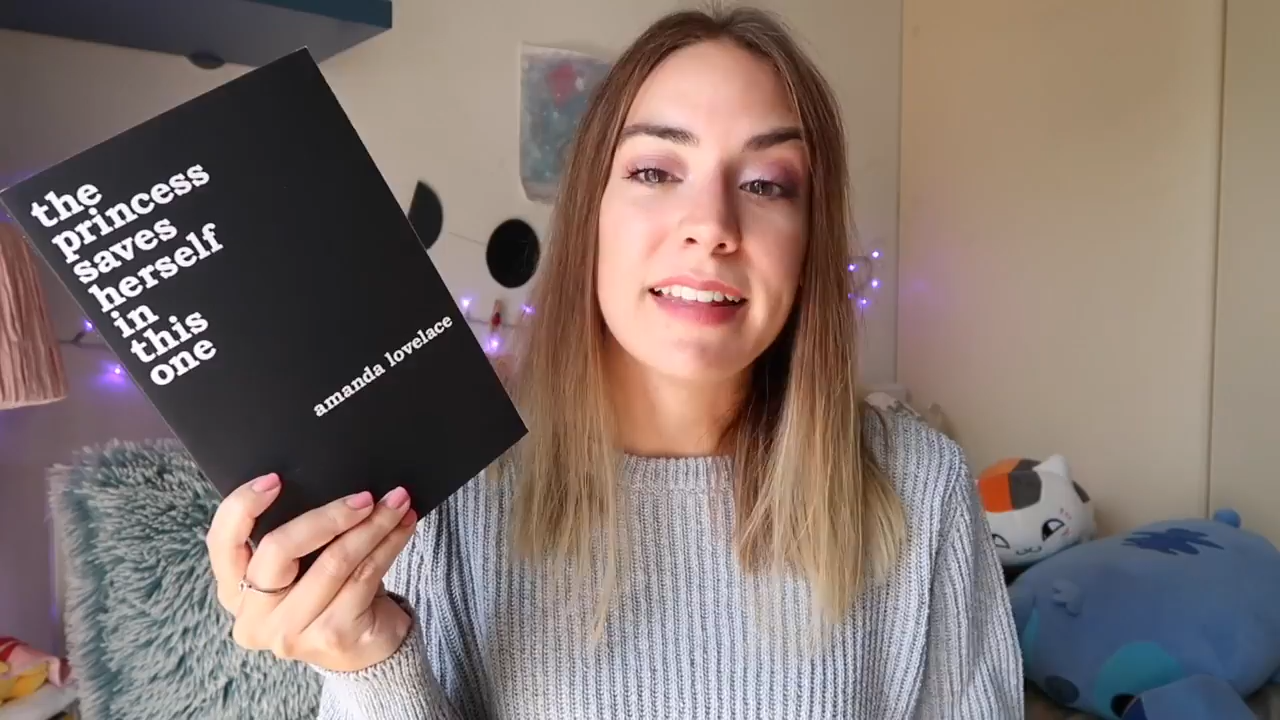 the
princess
saves
herself
in
this
one
amanda lovelace